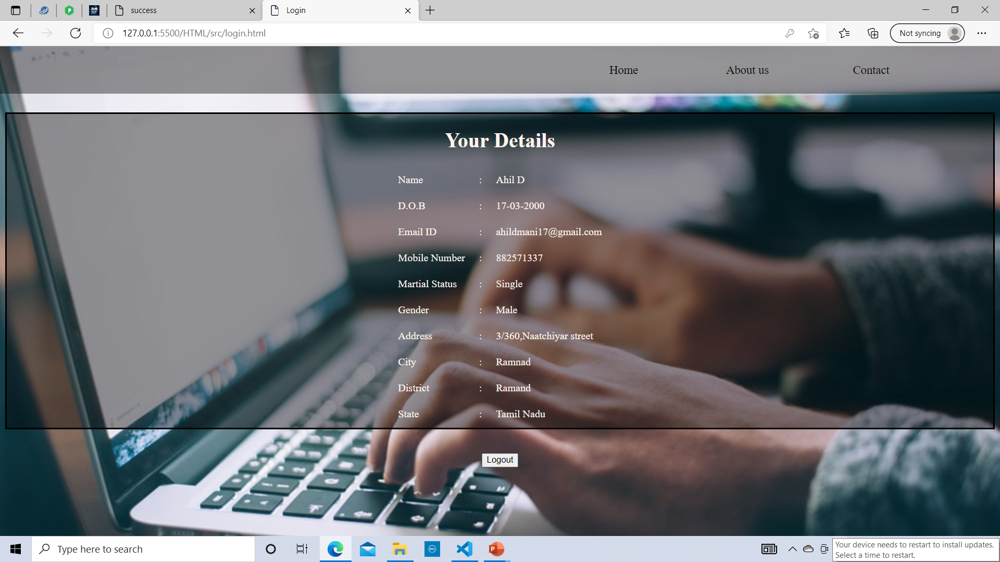 success
Login
127.0.0.1:5500/HTML/src/login.html
Not syncing
Home
About us
Contact
Your Details
Name : Ahil D
D.O.B : 17-03-2000
Email ID : ahildmani17@gmail.com
Mobile Number : 882571337
Martial Status : Single
Gender : Male
Address : 3/360,Naatchiyar street
City : Ramnad
District : Ramand
State : Tamil Nadu
Logout
Type here to search
Your device needs to restart to install updates.
Select a time to restart.